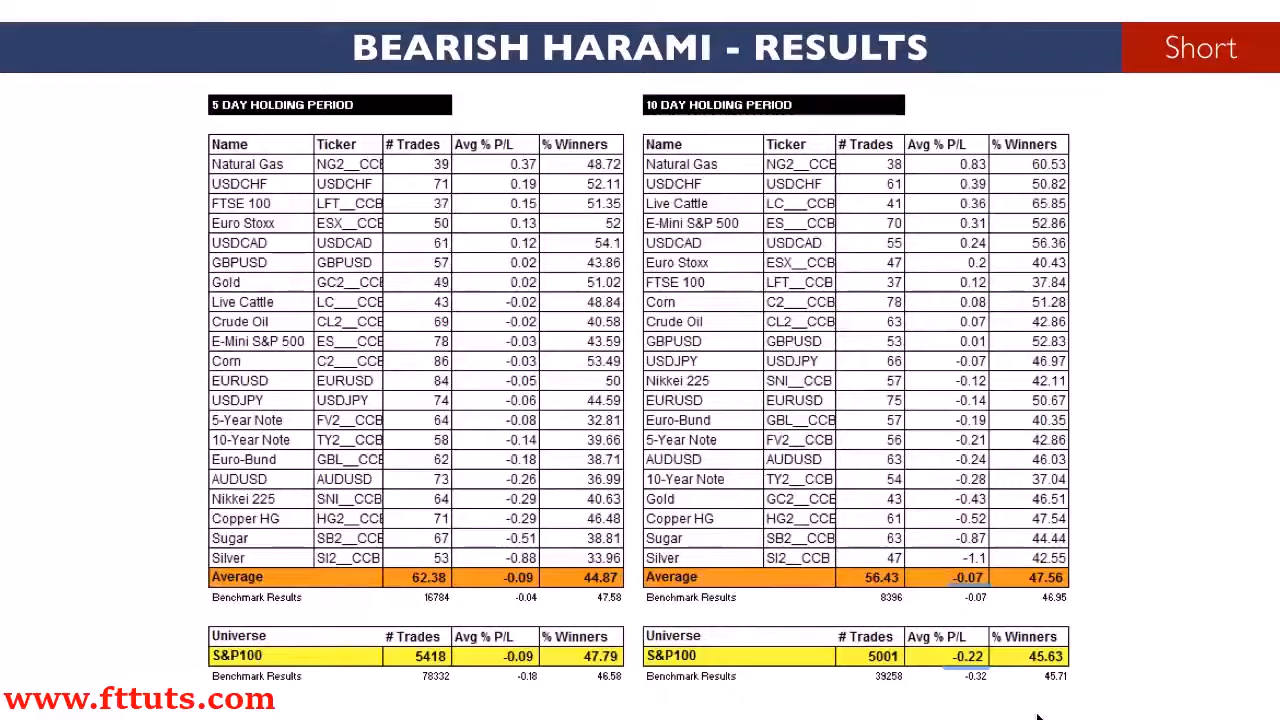 BEARISH HARAMI - RESULTS
Short
5 DAY HOLDING PERIOD
Name Ticker # Trades Avg % P/L % Winners
Natural Gas NG2__CCB 39 0.37 48.72
USDCHF USDCHF 71 0.19 52.11
FTSE 100 LFT__CCB 37 0.15 51.35
Euro Stoxx ESX__CCB 50 0.13 52
USDCAD USDCAD 61 0.12 54.1
GBPUSD GBPUSD 57 0.02 43.86
Gold GC2__CCB 49 0.02 51.02
Live Cattle LC___CCB 43 -0.02 48.84
Crude Oil CL2__CCB 69 -0.02 40.58
E-Mini S&P 500 ES___CCB 78 -0.03 43.59
Corn C2___CCB 86 -0.03 53.49
EURUSD EURUSD 84 -0.05 50
USDJPY USDJPY 74 -0.06 44.59
5-Year Note FV2__CCB 64 -0.08 32.81
10-Year Note TY2__CCB 58 -0.14 39.66
Euro-Bund GBL__CCB 62 -0.18 38.71
AUDUSD AUDUSD 73 -0.26 36.99
Nikkei 225 SNI__CCB 64 -0.29 40.63
Copper HG HG2__CCB 71 -0.29 46.48
Sugar SB2__CCB 67 -0.51 38.81
Silver SI2__CCB 53 -0.88 33.96
Average 62.38 -0.09 44.87
Benchmark Results 16784 -0.04 47.58
Universe # Trades Avg % P/L % Winners
S&P100 5418 -0.09 47.79
78332 -0.18 46.58
10 DAY HOLDING PERIOD
Name Ticker # Trades Avg % P/L % Winners
Natural Gas NG2__CCB 38 0.83 60.53
USDCHF USDCHF 61 0.39 50.82
Live Cattle LC___CCB 41 0.36 65.85
E-Mini S&P 500 ES___CCB 70 0.31 52.86
USDCAD USDCAD 55 0.24 56.36
Euro Stoxx ESX__CCB 47 0.2 40.43
FTSE 100 LFT__CCB 37 0.12 37.84
Corn C2___CCB 78 0.08 51.28
Crude Oil CL2__CCB 63 0.07 42.86
GBPUSD GBPUSD 53 0.01 52.83
USDJPY USDJPY 66 -0.07 46.97
Nikkei 225 SNI__CCB 57 -0.12 42.11
EURUSD EURUSD 75 -0.14 50.67
Euro-Bund GBL__CCB 57 -0.19 40.35
5-Year Note FV2__CCB 56 -0.21 42.86
AUDUSD AUDUSD 63 -0.24 46.03
10-Year Note TY2__CCB 54 -0.28 37.04
Gold GC2__CCB 43 -0.43 46.51
Copper HG HG2__CCB 61 -0.52 47.54
Sugar SB2__CCB 63 -0.87 44.44
Silver SI2__CCB 47 -1.1 42.55
Average 56.43 -0.07 47.56
Benchmark Results 8396 -0.07 46.95
Universe # Trades Avg % P/L % Winners
S&P100 5001 -0.22 45.63
Benchmark Results 39258 -0.32 45.71
www.fttuts.com